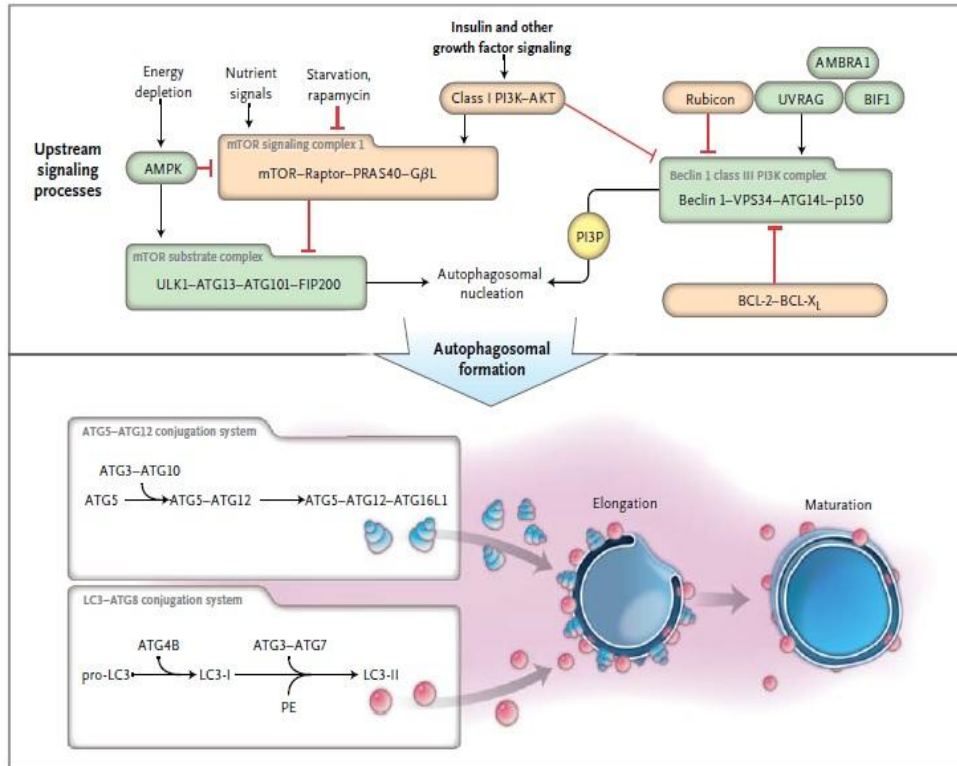 Insulin and other
growth factor signaling
AMBRA1
Energy
depletion
Nutrient
signals
Starvation,
rapamycin
Class I PI3K–AKT
Rubicon
UVRAG
BIF1
Upstream
signaling
processes
AMPK
mTOR signaling complex 1
mTOR–Raptor–PRAS40–GβL
Beclin 1 class III PI3K complex
Beclin 1–VPS34–ATG14L–p150
PI3P
mTOR substrate complex
ULK1–ATG13–ATG101–FIP200
Autophagosomal
nucleation
BCL-2–BCL-XL
Autophagosomal
formation
ATG5–ATG12 conjugation system
ATG3–ATG10
ATG5
ATG5–ATG12
ATG5–ATG12–ATG16L1
Elongation
Maturation
LC3–ATG8 conjugation system
ATG4B
ATG3–ATG7
pro-LC3
LC3-I
LC3-II
PE